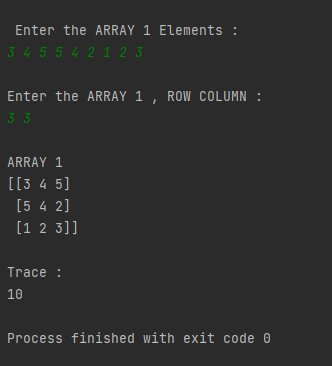 Enter the ARRAY 1 Elements :
3 4 5 5 4 2 1 2 3
Enter the ARRAY 1 , ROW COLUMN :
3 3
ARRAY 1
[[3 4 5]
 [5 4 2]
 [1 2 3]]
Trace :
10
Process finished with exit code 0